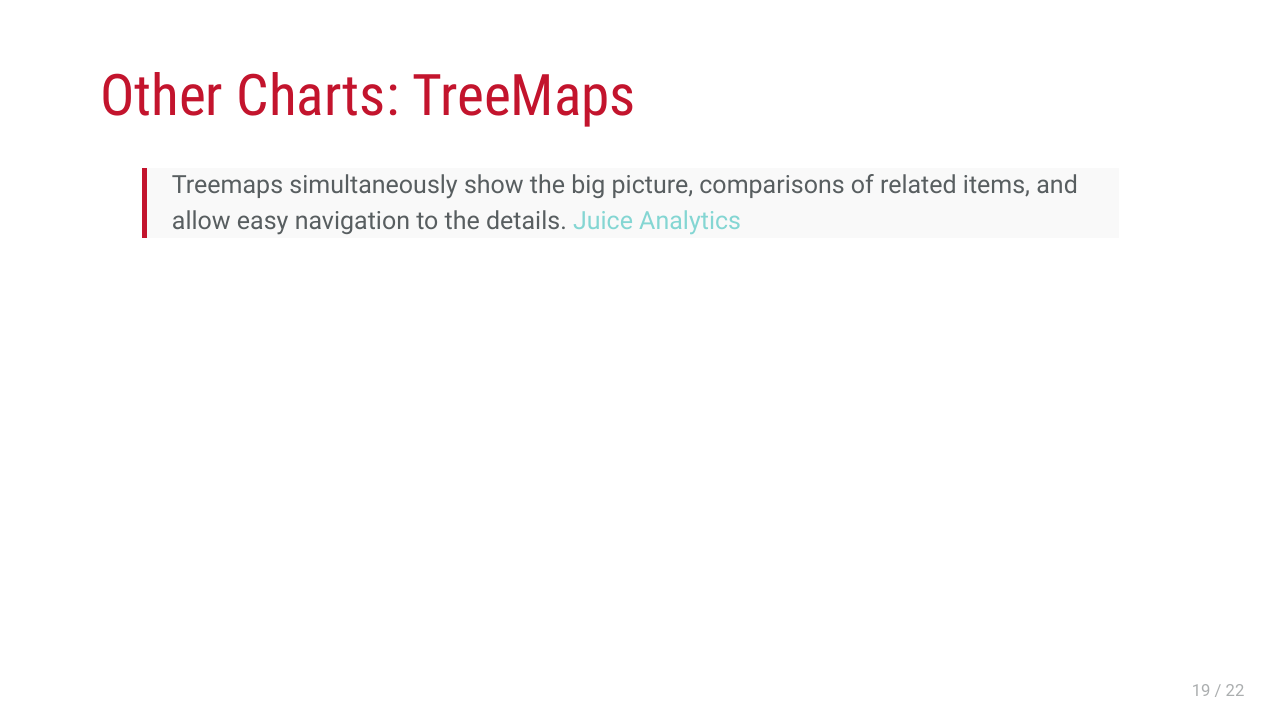 Other Charts: TreeMaps
Treemaps simultaneously show the big picture, comparisons of related items, and
allow easy navigation to the details. Juice Analytics
19 / 22